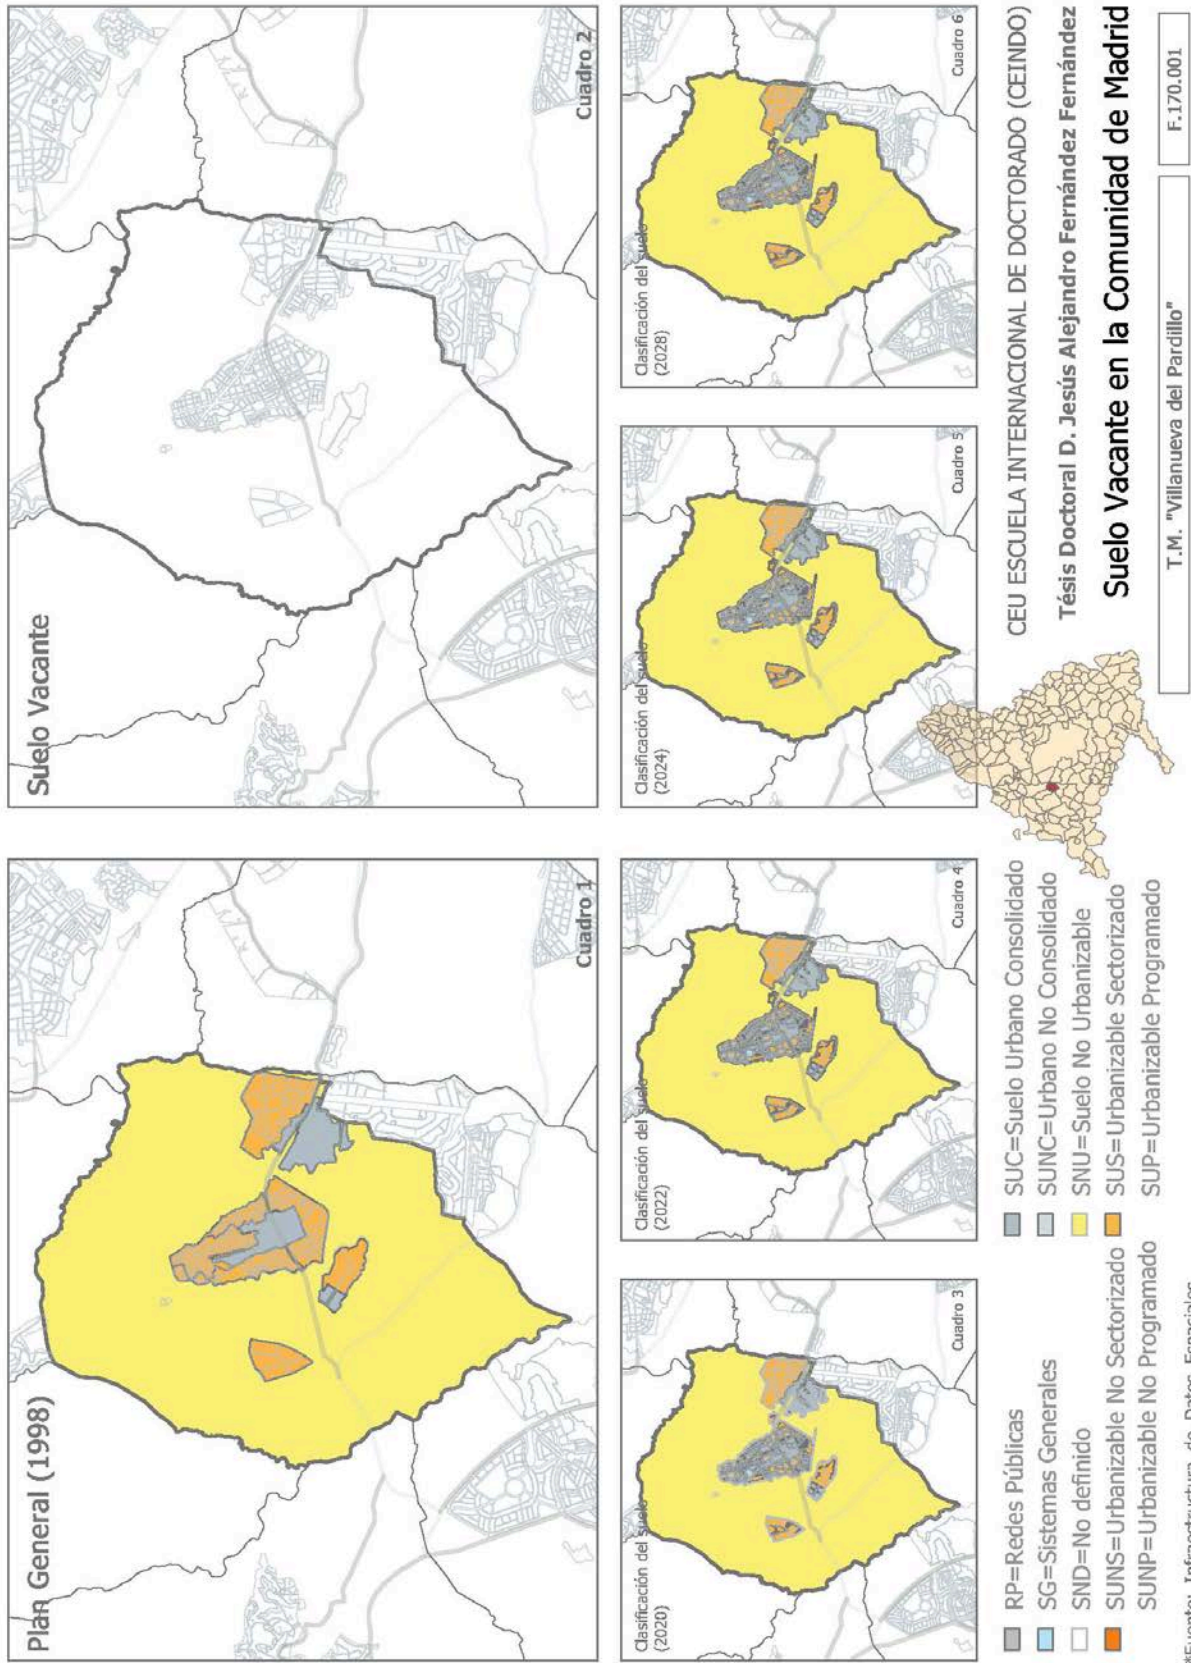 Plan General (1998)
Cuadro 1
Suelo Vacante
Cuadro 2
Clasificación del suelo
(2020)
Cuadro 3
Clasificación del suelo
(2022)
Cuadro 4
Clasificación del suelo
(2024)
Cuadro 5
Clasificación del suelo
(2028)
Cuadro 6
RP=Redes Públicas
SG=Sistemas Generales
SND=No definido
SUNS=Urbanizable No Sectorizado
SUNP=Urbanizable No Programado
SUC=Suelo Urbano Consolidado
SUNC=Urbano No Consolidado
SNU=Suelo No Urbanizable
SUS=Urbanizable Sectorizado
SUP=Urbanizable Programado
CEU ESCUELA INTERNACIONAL DE DOCTORADO (CEINDO)
Tésis Doctoral D. Jesús Alejandro Fernández Fernández
Suelo Vacante en la Comunidad de Madrid
T.M. "Villanueva del Pardillo"
F.170.001
*Fuente: Infraestructura de Datos Espaciales